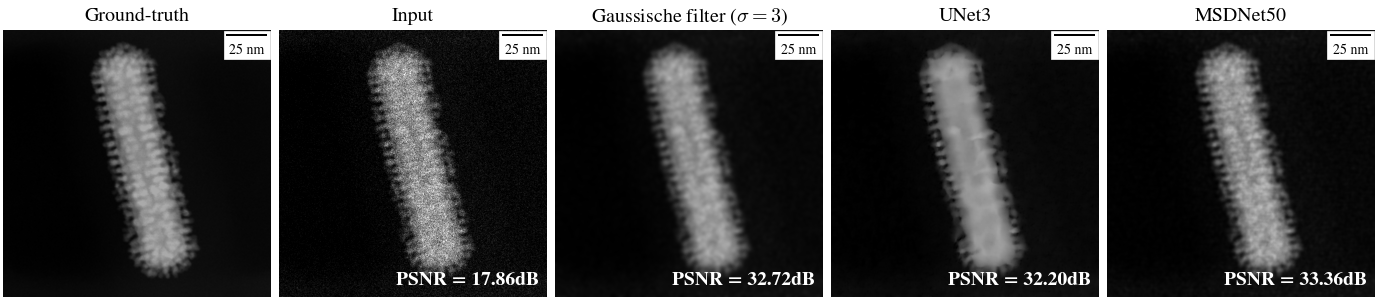 Ground-truth
Input
Gaussische filter (σ = 3)
UNet3
MSDNet50
25 nm
25 nm
25 nm
25 nm
25 nm
PSNR = 17.86dB
PSNR = 32.72dB
PSNR = 32.20dB
PSNR = 33.36dB